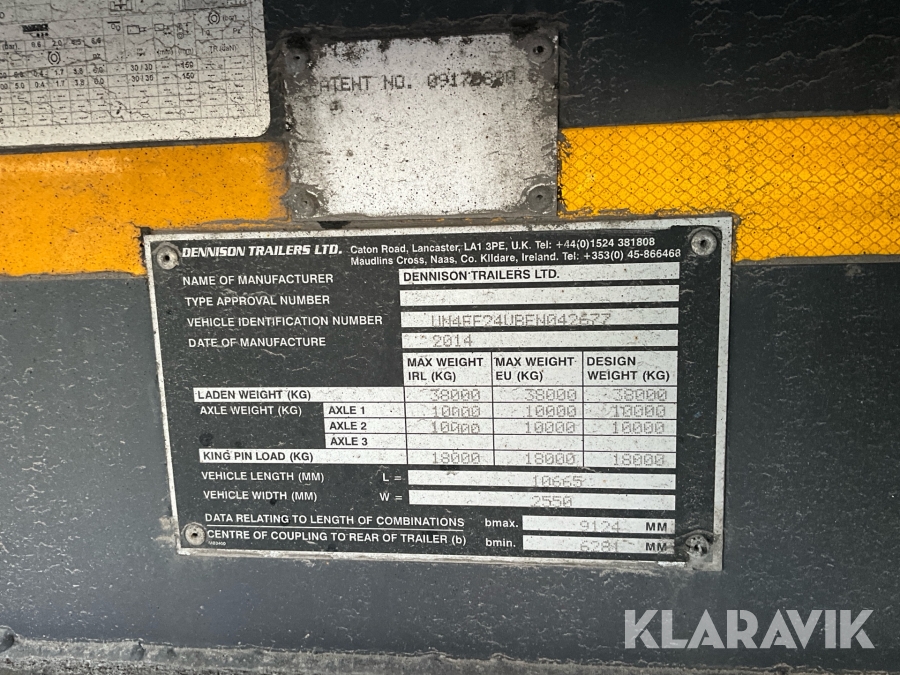 (bar)
PATENT NO. 09170820
DENNISON TRAILERS LTD. Caton Road, Lancaster, LA1 3PE, U.K. Tel: +44(0)1524 381808
Maudlins Cross, Naas, Co. Kildare, Ireland. Tel: +353(0) 45-866468
NAME OF MANUFACTURER DENNISON TRAILERS LTD.
TYPE APPROVAL NUMBER
VEHICLE IDENTIFICATION NUMBER
DATE OF MANUFACTURE 2014
MAX WEIGHT IRL (KG) MAX WEIGHT EU (KG) DESIGN WEIGHT (KG)
LADEN WEIGHT (KG) 38000 38000 38000
AXLE WEIGHT (KG) AXLE 1 10000 10000 10000
AXLE 2 10000 10000 10000
AXLE 3
KING PIN LOAD (KG) 18000 18000 18000
VEHICLE LENGTH (MM) L = 10665
VEHICLE WIDTH (MM) W = 2550
DATA RELATING TO LENGTH OF COMBINATIONS bmax. 9124 MM
CENTRE OF COUPLING TO REAR OF TRAILER (b) bmin. 6281 MM
KLARAVIK